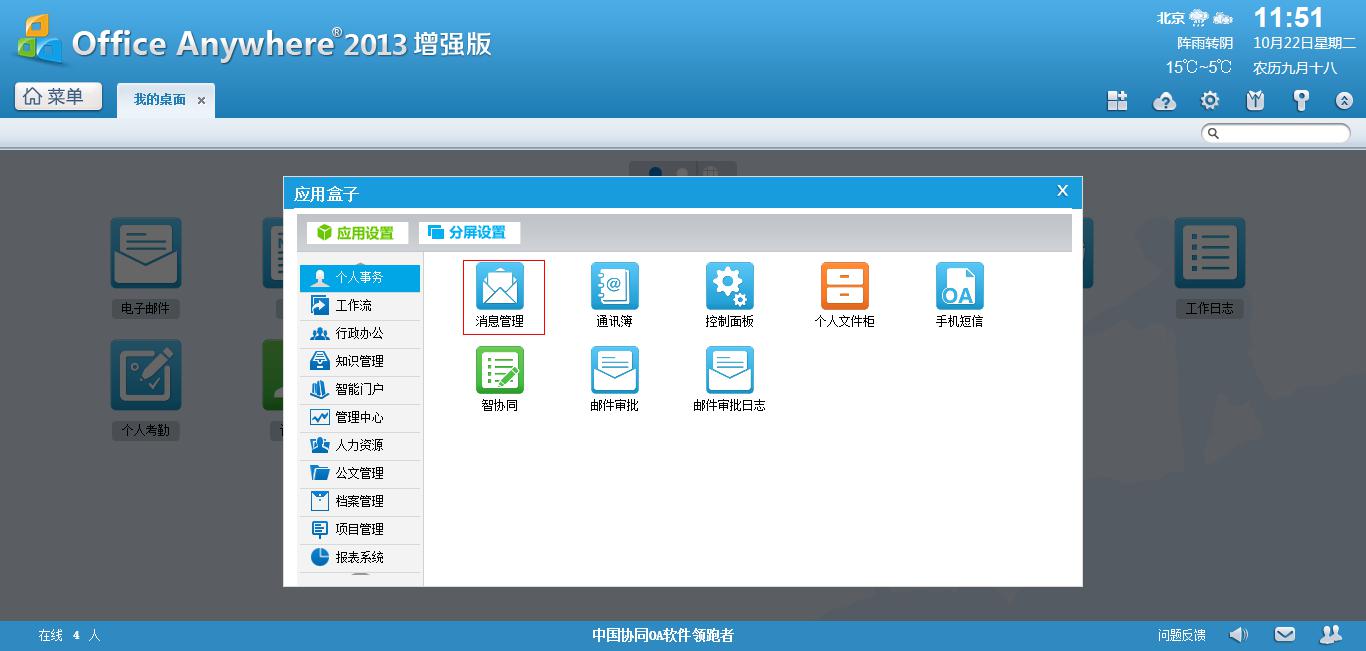 Office Anywhere® 2013 增强版
北京
11:51
阵雨转阴
10月22日星期二
15℃~5℃
农历九月十八
菜单
我的桌面 ×
应用盒子 X
应用设置
分屏设置
个人事务
工作流
行政办公
知识管理
智能门户
管理中心
人力资源
公文管理
档案管理
项目管理
报表系统
消息管理
@
通讯簿
控制面板
个人文件柜
OA
手机短信
智协同
邮件审批
邮件审批日志
电子邮件
工作日志
个人考勤
在线 4 人
中国协同OA软件领跑者
问题反馈